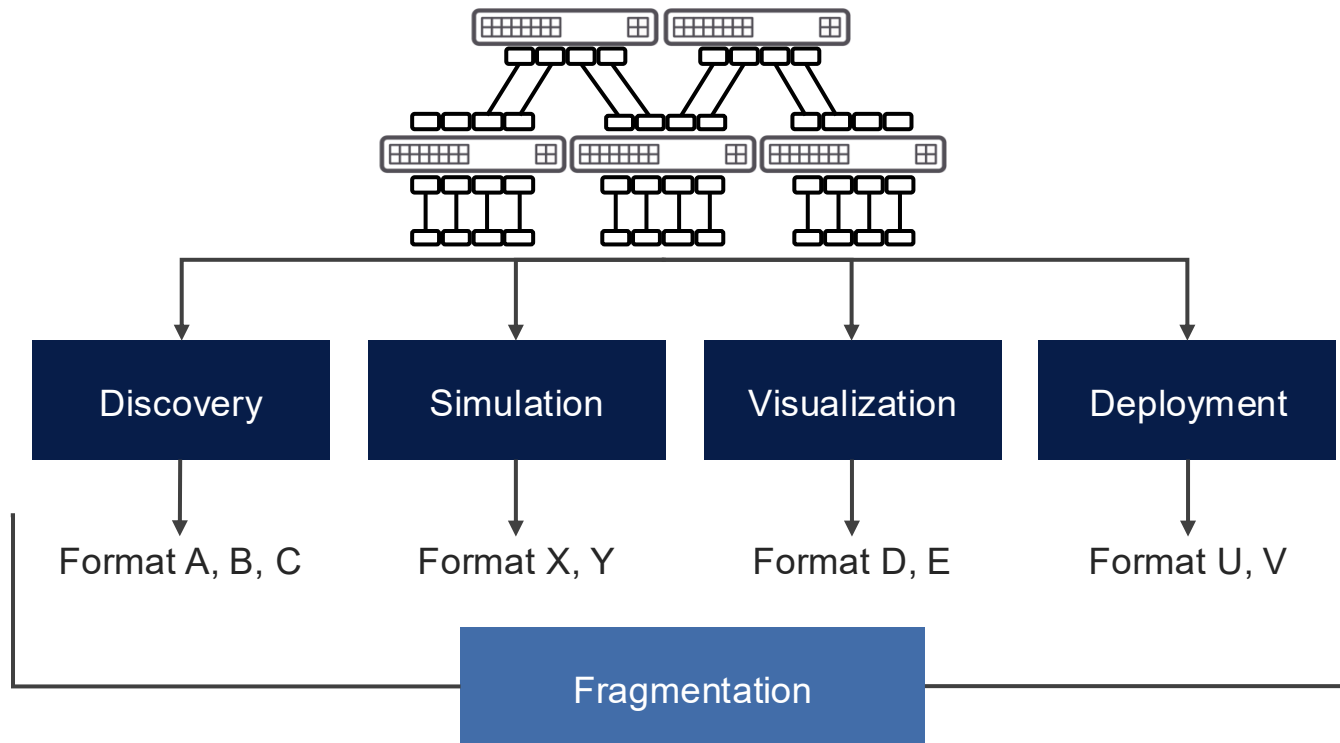 Discovery
Simulation
Visualization
Deployment
Format A, B, C
Format X, Y
Format D, E
Format U, V
Fragmentation